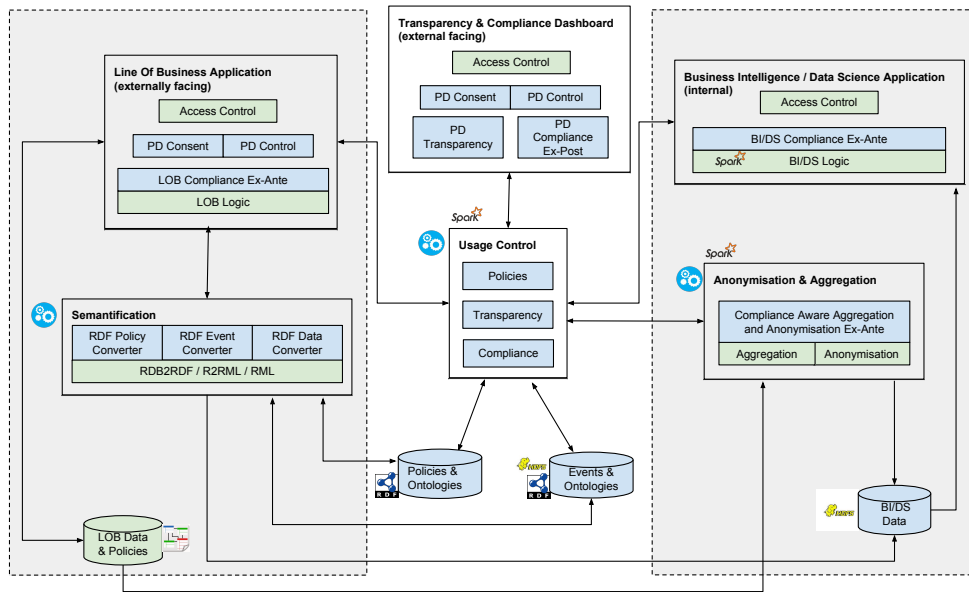 Line Of Business Application
(externally facing)
Access Control
PD Consent
PD Control
LOB Compliance Ex-Ante
LOB Logic
Semantification
RDF Policy
Converter
RDF Event
Converter
RDF Data
Converter
RDB2RDF / R2RML / RML
LOB Data
& Policies
Transparency & Compliance Dashboard
(external facing)
Access Control
PD Consent
PD Control
PD
Transparency
PD
Compliance
Ex-Post
Spark
Usage Control
Policies
Transparency
Compliance
Policies &
Ontologies
RDF
Events &
Ontologies
RDF
Business Intelligence / Data Science Application
(internal)
Access Control
BI/DS Compliance Ex-Ante
Spark
BI/DS Logic
Spark
Anonymisation & Aggregation
Compliance Aware Aggregation
and Anonymisation Ex-Ante
Aggregation
Anonymisation
BI/DS
Data